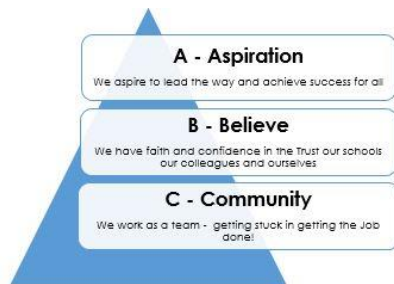 A - Aspiration
We aspire to lead the way and achieve success for all
B - Believe
We have faith and confidence in the Trust our schools
our colleagues and ourselves
C - Community
We work as a team - getting stuck in getting the Job
done!